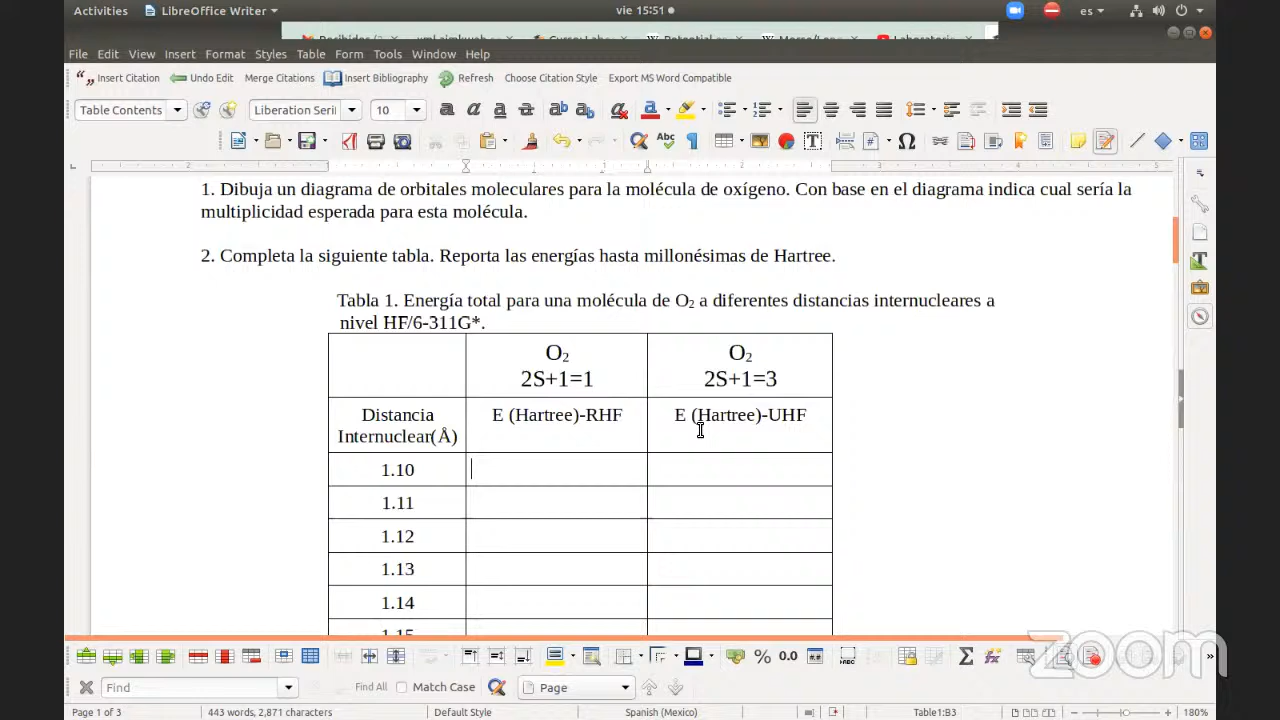 Activities LibreOffice Writer vie 15:51 es
File Edit View Insert Format Styles Table Form Tools Window Help
Insert Citation Undo Edit Merge Citations Insert Bibliography Refresh Choose Citation Style Export MS Word Compatible
Table Contents Liberation Seri 10
1. Dibuja un diagrama de orbitales moleculares para la molécula de oxígeno. Con base en el diagrama indica cual sería la
multiplicidad esperada para esta molécula.
2. Completa la siguiente tabla. Reporta las energías hasta millonésimas de Hartree.
Tabla 1. Energía total para una molécula de O2 a diferentes distancias internucleares a
nivel HF/6-311G*.
O2 O2
2S+1=1 2S+1=3
Distancia E (Hartree)-RHF E (Hartree)-UHF
Internuclear(Å)
1.10
1.11
1.12
1.13
1.14
1.15
zoom
Find Find All Match Case Page
Page 1 of 3 443 words, 2,871 characters Default Style Spanish (Mexico) Table1:B3 180%